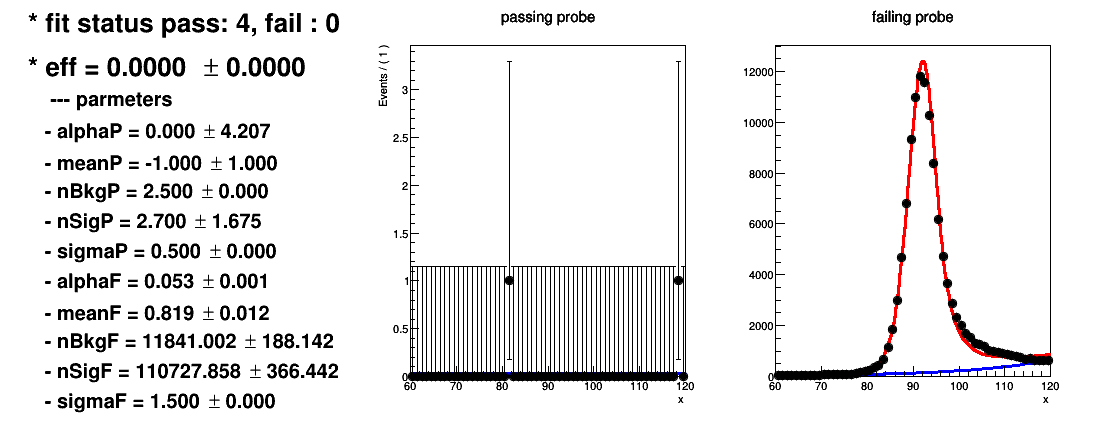 * fit status pass: 4, fail : 0
* eff = 0.0000 ± 0.0000
--- parmeters
- alphaP = 0.000 ± 4.207
- meanP = -1.000 ± 1.000
- nBkgP = 2.500 ± 0.000
- nSigP = 2.700 ± 1.675
- sigmaP = 0.500 ± 0.000
- alphaF = 0.053 ± 0.001
- meanF = 0.819 ± 0.012
- nBkgF = 11841.002 ± 188.142
- nSigF = 110727.858 ± 366.442
- sigmaF = 1.500 ± 0.000
passing probe
Events / ( 1 )
3
2.5
2
1.5
1
0.5
0
60 70 80 90 100 110 120
x
failing probe
12000
10000
8000
6000
4000
2000
0
60 70 80 90 100 110 120
x